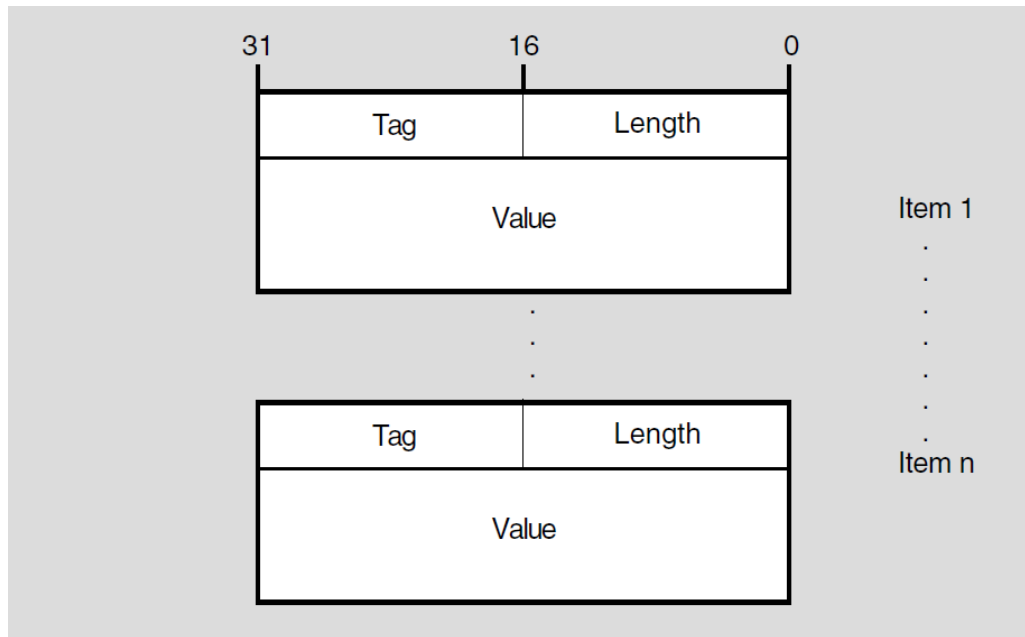 31 16 0
Tag Length
Value
Item 1
.
.
.
.
.
.
.
.
.
.
Tag Length
Item n
Value